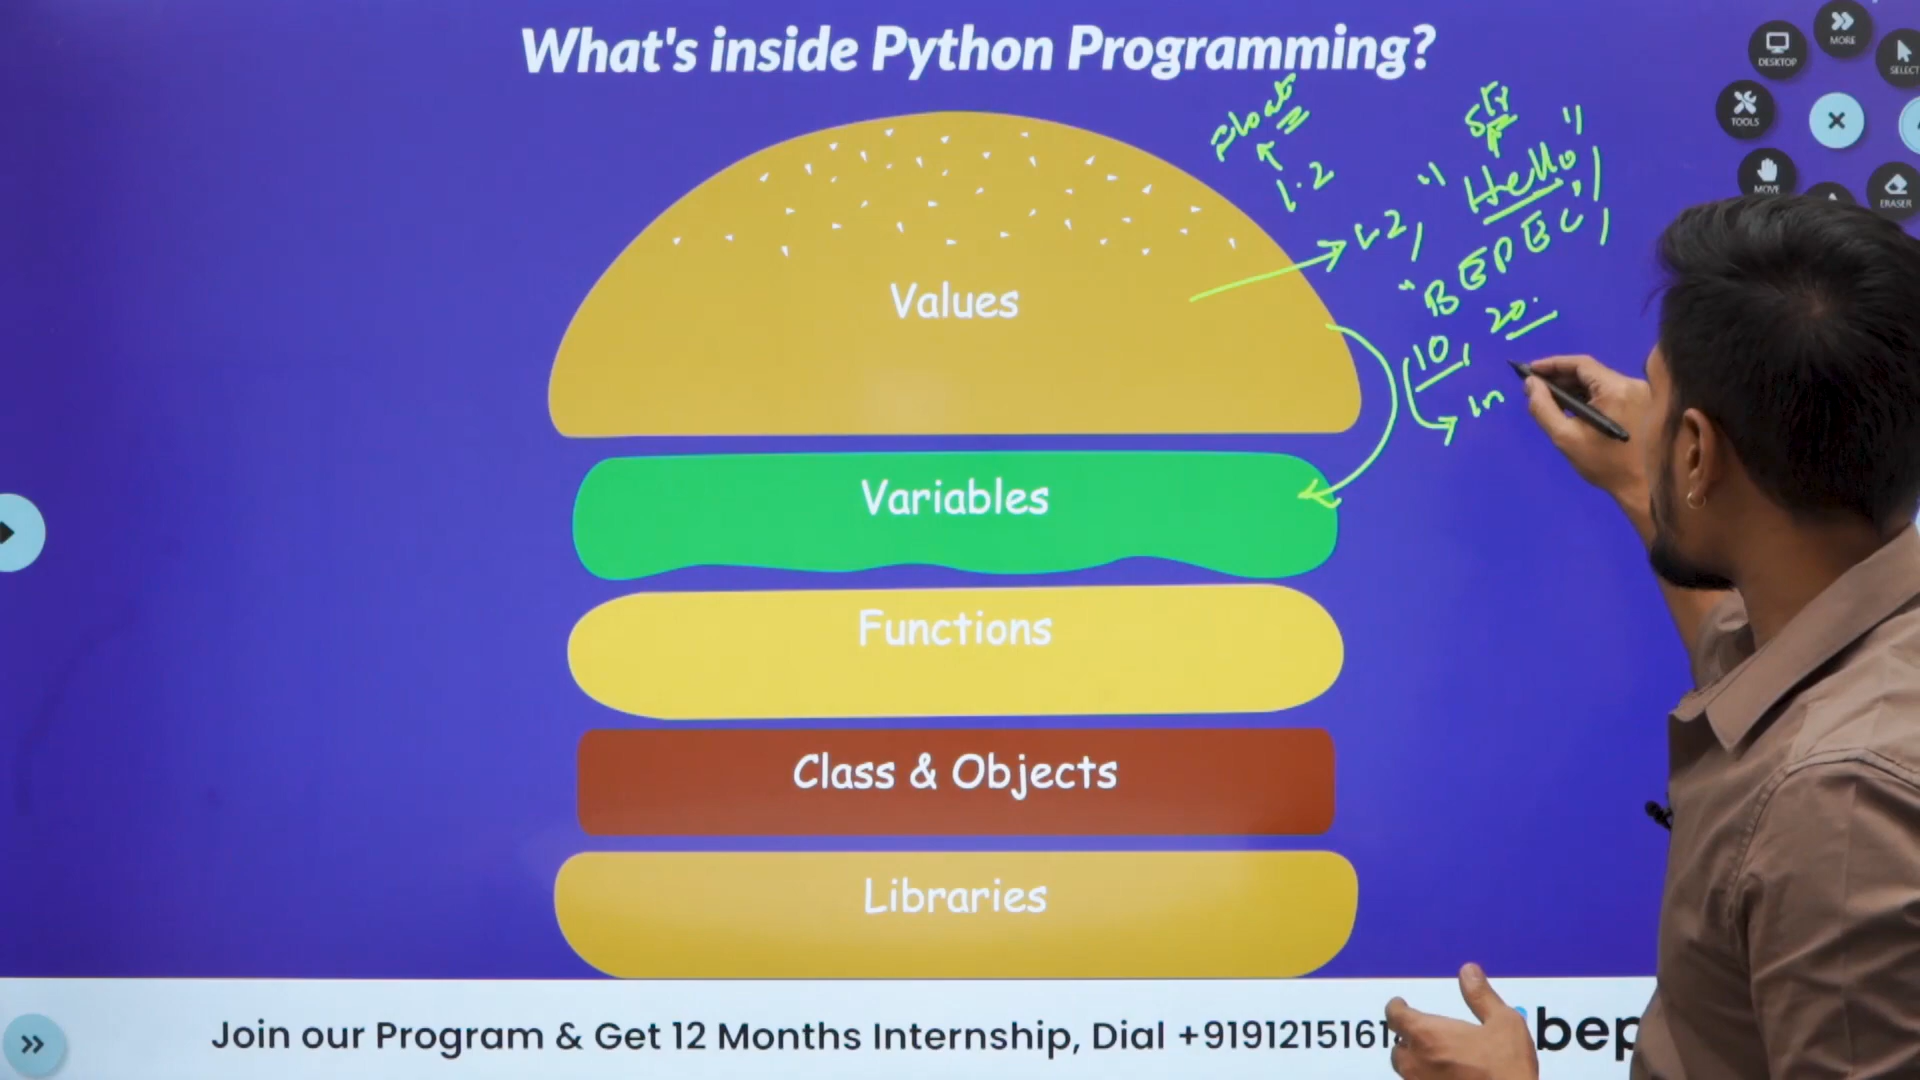 What's inside Python Programming?
MORE
DESKTOP
SELECT
TOOLS
MOVE
ERASER
float
str
1.2
"Hello",
1.2,
"BEPEC",
Values
10, 20.
in
Variables
Functions
Class & Objects
Libraries
Join our Program & Get 12 Months Internship, Dial +9191215161
bep